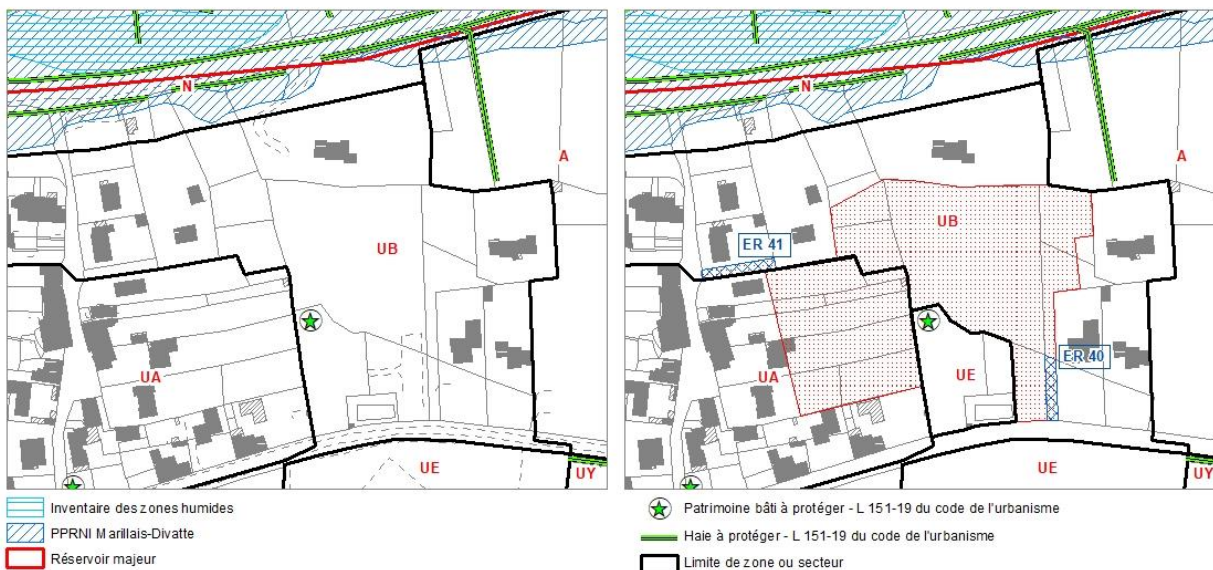 N
A
UB
UA
UE
UY
N
A
UB
ER 41
ER 40
UA
UE
UE
UY
Inventaire des zones humides
PPRNI Marillais-Divatte
Réservoir majeur
Patrimoine bâti à protéger - L 151-19 du code de l'urbanisme
Haie à protéger - L 151-19 du code de l'urbanisme
Limite de zone ou secteur